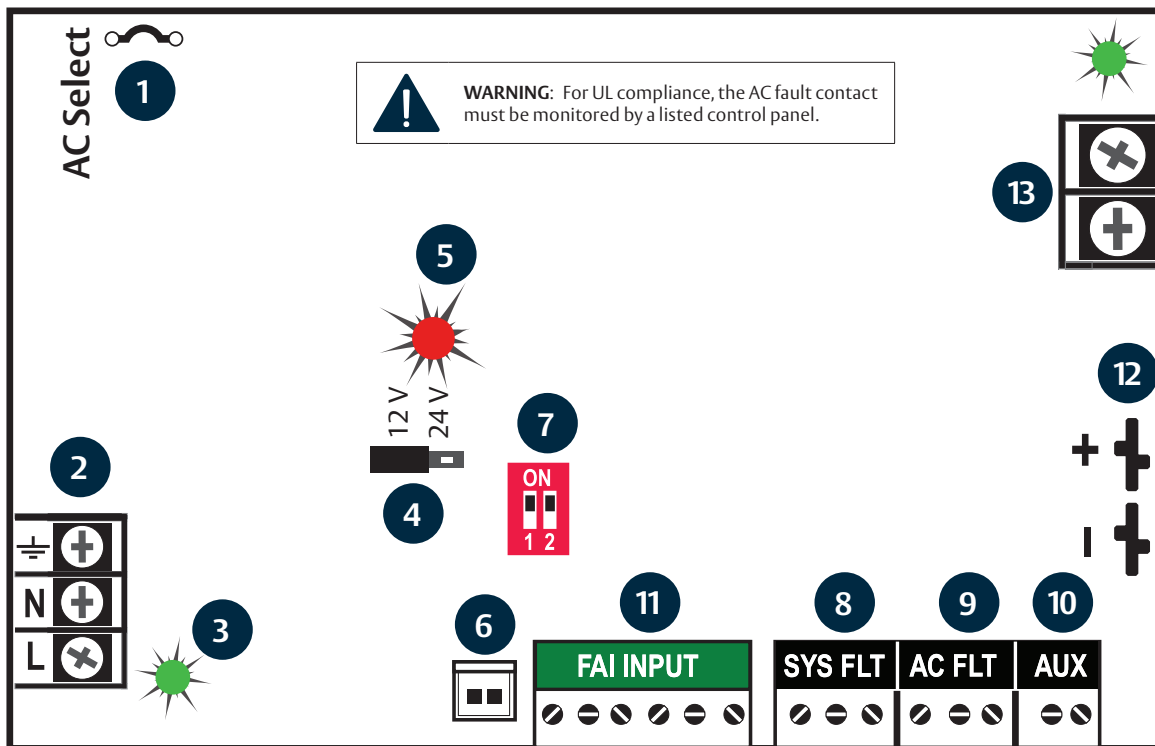 AC Select
1
WARNING: For UL compliance, the AC fault contact
must be monitored by a listed control panel.
13
5
12 V
24 V
12
+
−
7
ON
1 2
4
2
N
L
3
6
11
8
9
10
FAI INPUT
SYS FLT
AC FLT
AUX